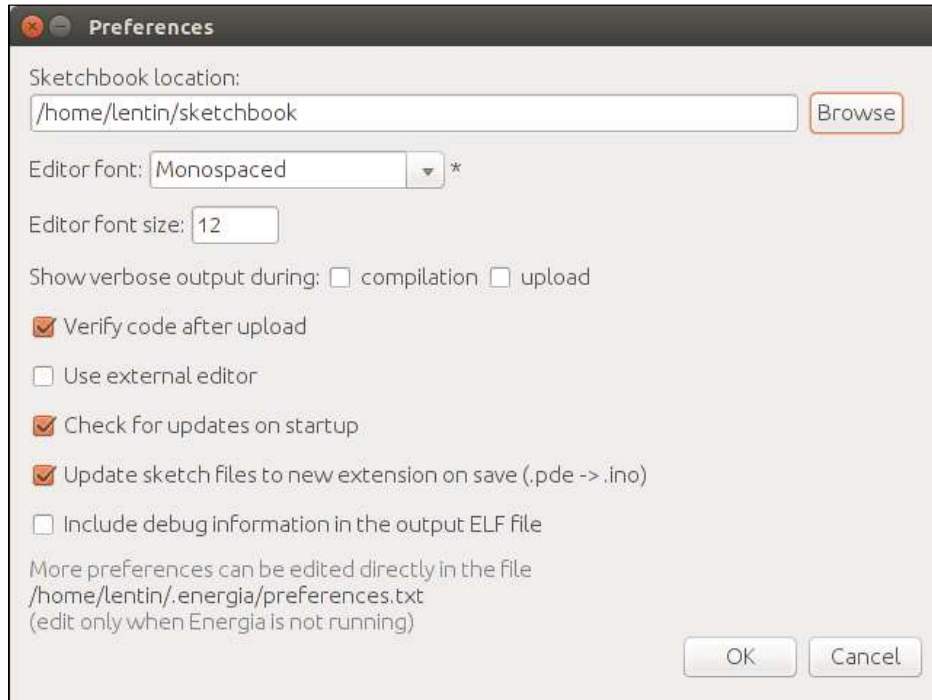 Preferences
Sketchbook location:
/home/lentin/sketchbook Browse
Editor font: Monospaced *
Editor font size: 12
Show verbose output during: compilation upload
Verify code after upload
Use external editor
Check for updates on startup
Update sketch files to new extension on save (.pde -> .ino)
Include debug information in the output ELF file
More preferences can be edited directly in the file
/home/lentin/.energia/preferences.txt
(edit only when Energia is not running)
OK Cancel